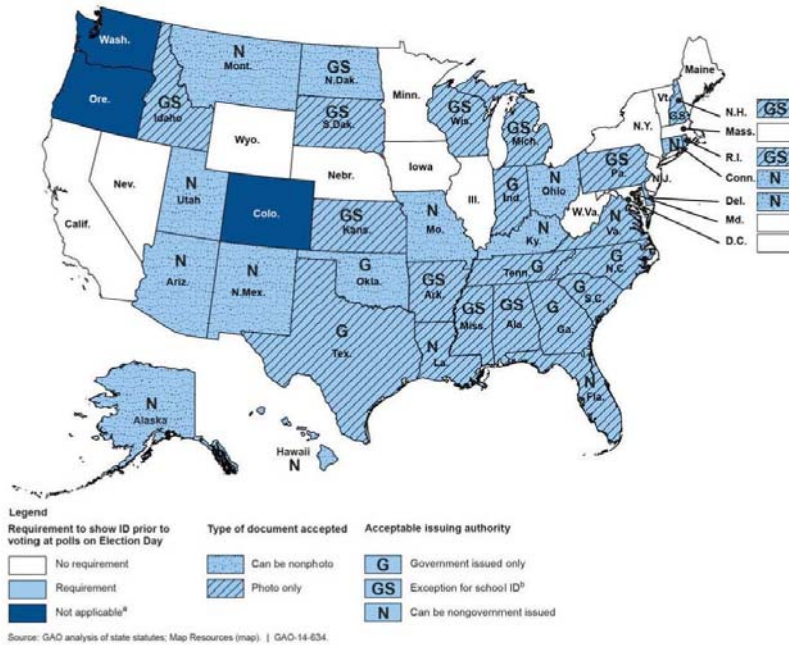 Wash.
Ore.
Calif.
Nev.
GS
Idaho
N
Mont.
Wyo.
N
Utah
Colo.
N
Ariz.
N
N.Mex.
GS
N.Dak.
GS
S.Dak.
Nebr.
GS
Kans.
G
Okla.
G
Tex.
Minn.
Iowa
N
Mo.
GS
Ark.
N
La.
GS
Wis.
Ill.
GS
Mich.
G
Ind.
N
Ohio
N
Ky.
G
Tenn.
GS
Miss.
GS
Ala.
G
Ga.
N
Fla.
G
S.C.
G
N.C.
N
Va.
W.Va.
GS
Pa.
N.Y.
N.J.
Vt.
GS
N
Maine
N.H. GS
Mass.
R.I. GS
Conn. N
Del. N
Md.
D.C.
N
Alaska
Hawaii
N
Legend
Requirement to show ID prior to
voting at polls on Election Day
No requirement
Requirement
Not applicableª
Type of document accepted
Can be nonphoto
Photo only
Acceptable issuing authority
G Government issued only
GS Exception for school IDᵇ
N Can be nongovernment issued
Source: GAO analysis of state statutes; Map Resources (map). | GAO-14-634.